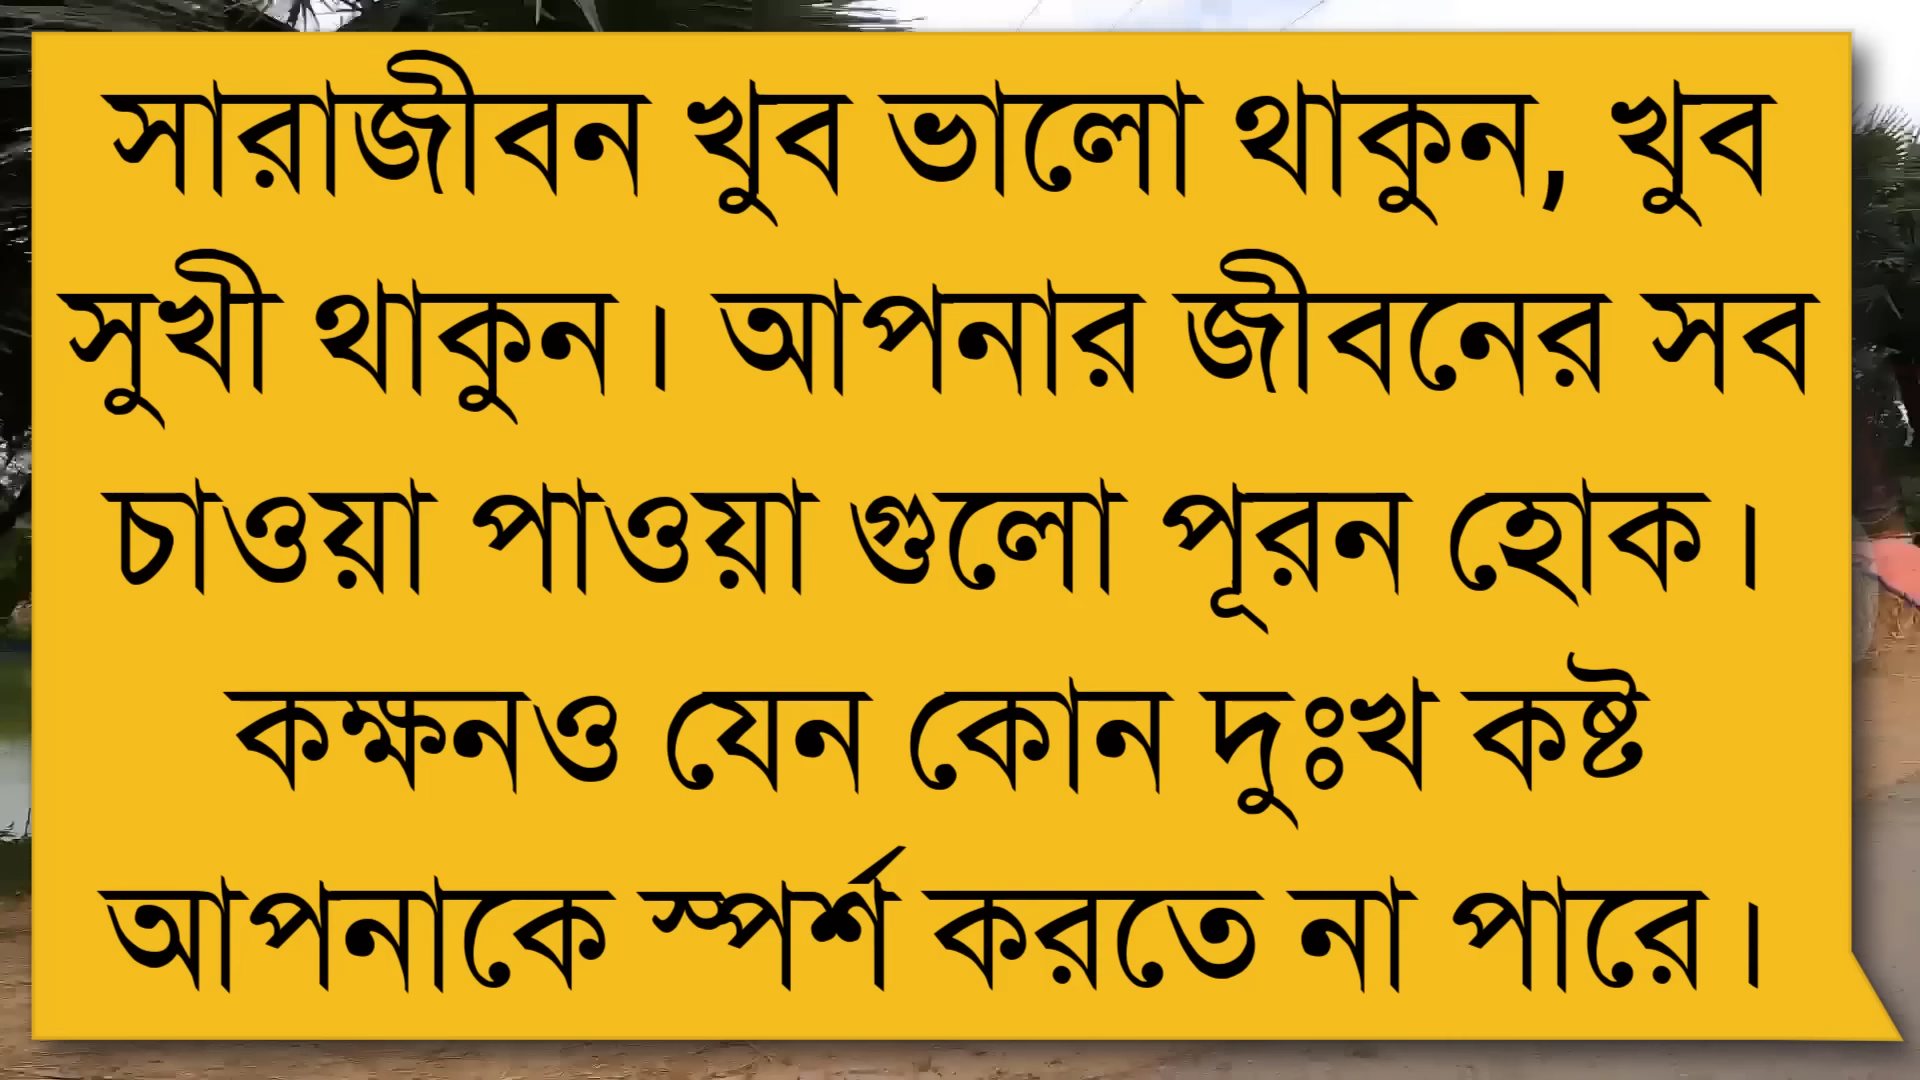 সারাজীবন খুব ভালো থাকুন, খুব
সুখী থাকুন। আপনার জীবনের সব
চাওয়া পাওয়া গুলো পূরন হোক।
কক্ষনও যেন কোন দুঃখ কষ্ট
আপনাকে স্পর্শ করতে না পারে।